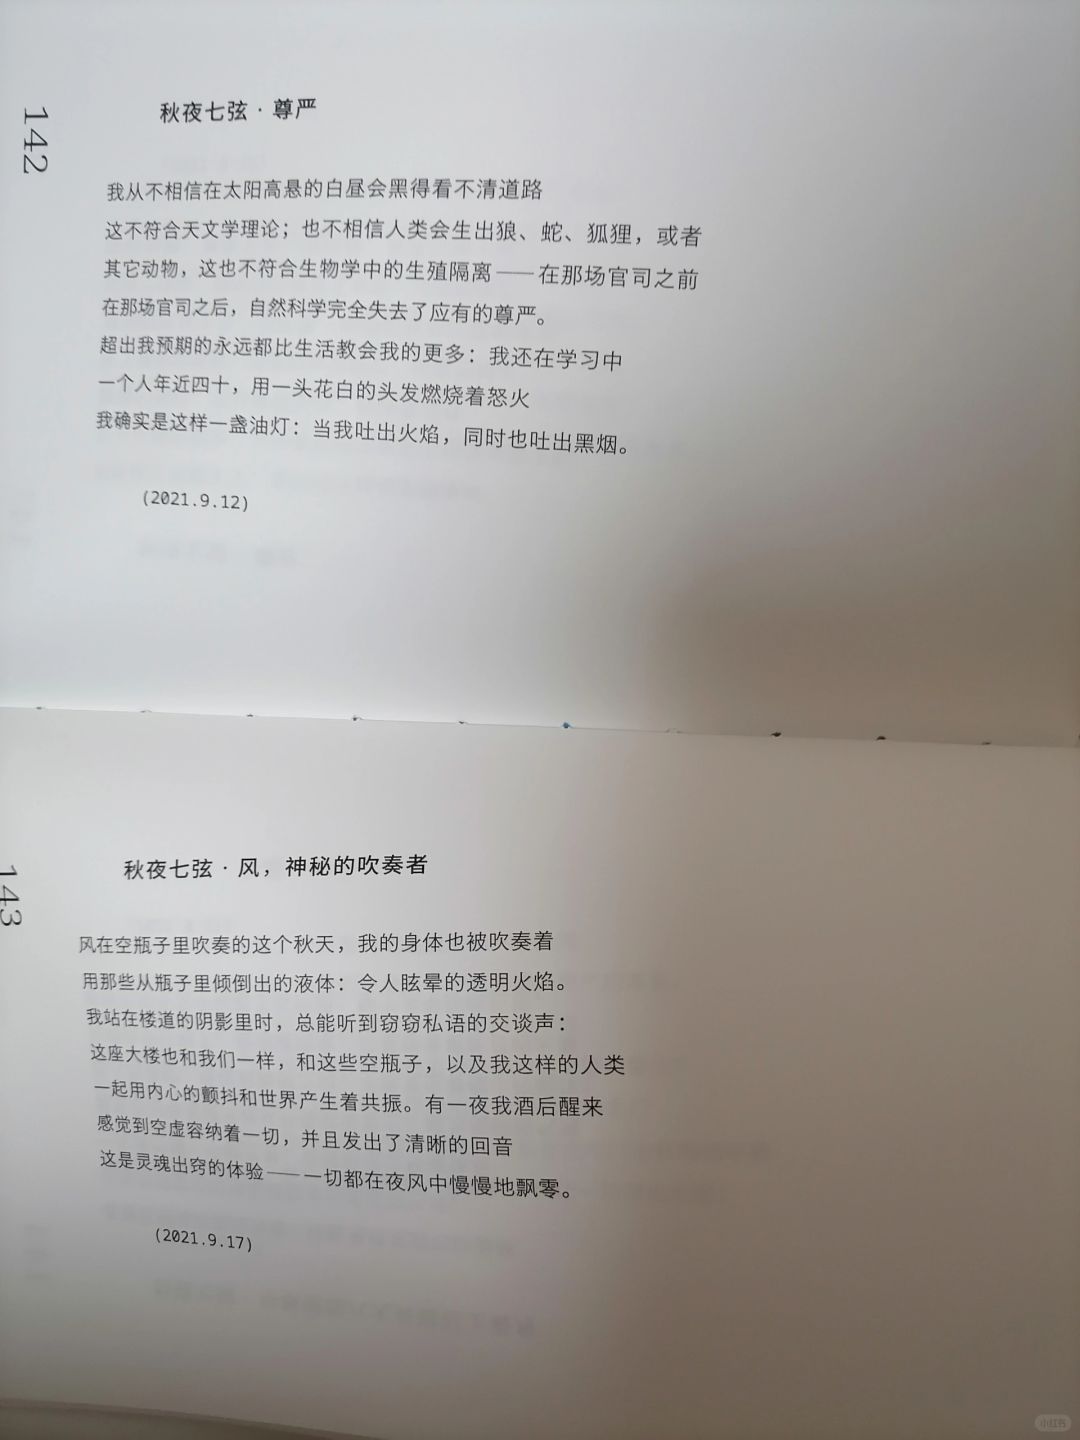 142
秋夜七弦·尊严
我从不相信在太阳高悬的白昼会黑得看不清道路
这不符合天文学理论；也不相信人类会生出狼、蛇、狐狸，或者
其它动物，这也不符合生物学中的生殖隔离——在那场官司之前
在那场官司之后，自然科学完全失去了应有的尊严。
超出我预期的永远都比生活教会我的更多：我还在学习中
一个人年近四十，用一头花白的头发燃烧着怒火
我确实是这样一盏油灯：当我吐出火焰，同时也吐出黑烟。
(2021.9.12)
143
秋夜七弦·风，神秘的吹奏者
风在空瓶子里吹奏的这个秋天，我的身体也被吹奏着
用那些从瓶子里倾倒出的液体：令人眩晕的透明火焰。
我站在楼道的阴影里时，总能听到窃窃私语的交谈声：
这座大楼也和我们一样，和这些空瓶子，以及我这样的人类
一起用内心的颤抖和世界产生着共振。有一夜我酒后醒来
感觉到空虚容纳着一切，并且发出了清晰的回音
这是灵魂出窍的体验——一切都在夜风中慢慢地飘零。
(2021.9.17)
小红书